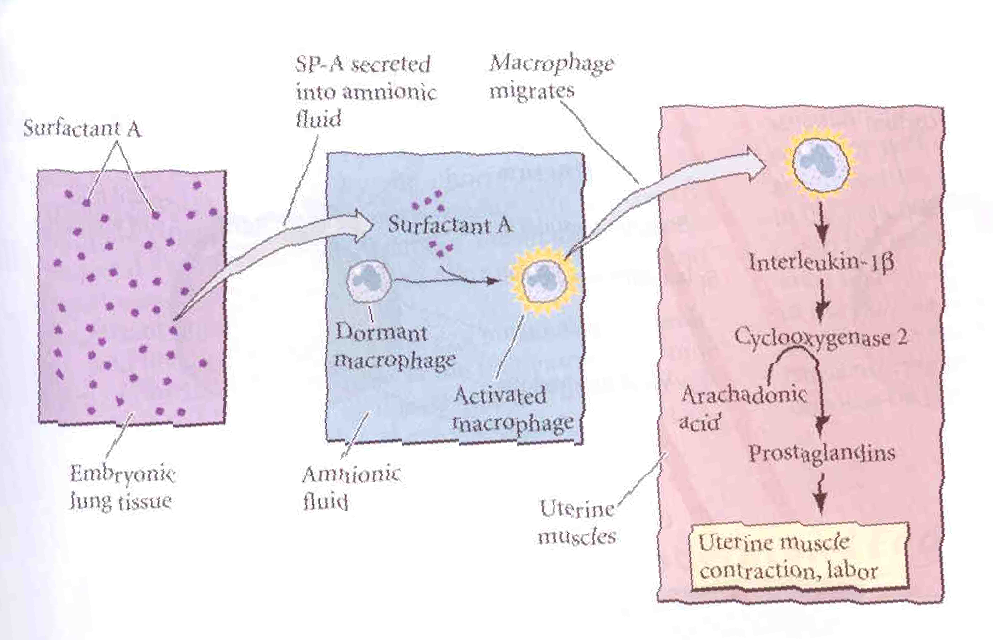 SP-A secreted
into amnionic
fluid
Macrophage
migrates
Surfactant A
Surfactant A
Dormant
macrophage
Activated
macrophage
Embryonic
lung tissue
Amnionic
fluid
Interleukin-1β
Cyclooxygenase 2
Arachadonic
acid
Prostaglandins
Uterine
muscles
Uterine muscle
contraction, labor